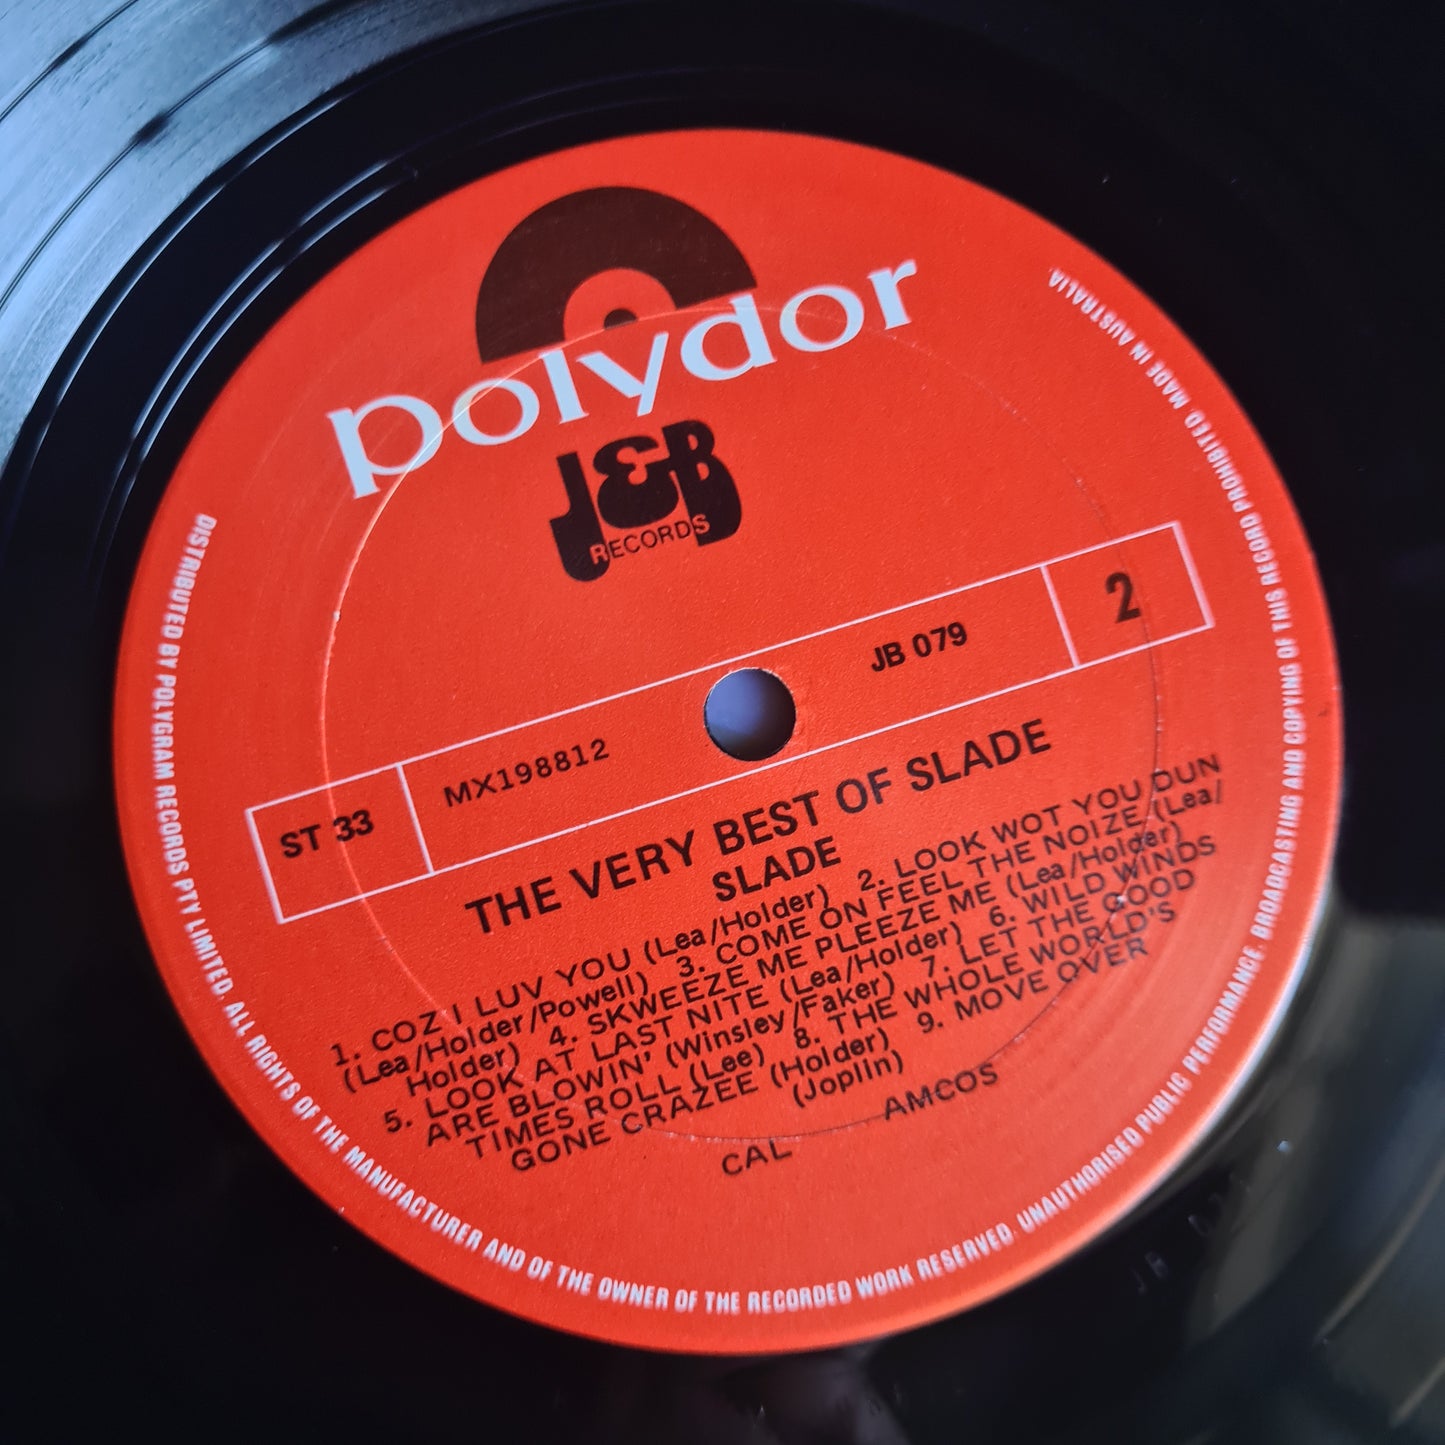 polydor
J&B
RECORDS
JB 079
2
ST 33
MX198812
THE VERY BEST OF SLADE
SLADE
1. COZ I LUV YOU (Lea/Holder) 2. LOOK WOT YOU DUN
(Lea/Holder/Powell) 3. COME ON FEEL THE NOIZE (Lea/
Holder) 4. SKWEEZE ME PLEEZE ME (Lea/Holder)
5. LOOK AT LAST NITE (Lea/Holder) 6. WILD WINDS
ARE BLOWIN' (Winsley/Faker) 7. LET THE GOOD
TIMES ROLL (Lee) 8. THE WHOLE WORLD'S
GONE CRAZEE (Holder) 9. MOVE OVER
(Joplin)
CAL AMCOS
DISTRIBUTED BY POLYGRAM RECORDS PTY LIMITED. ALL RIGHTS OF THE MANUFACTURER AND OF THE OWNER OF THE RECORDED WORK RESERVED. UNAUTHORISED PUBLIC PERFORMANCE, BROADCASTING AND COPYING OF THIS RECORD PROHIBITED. MADE IN AUSTRALIA.